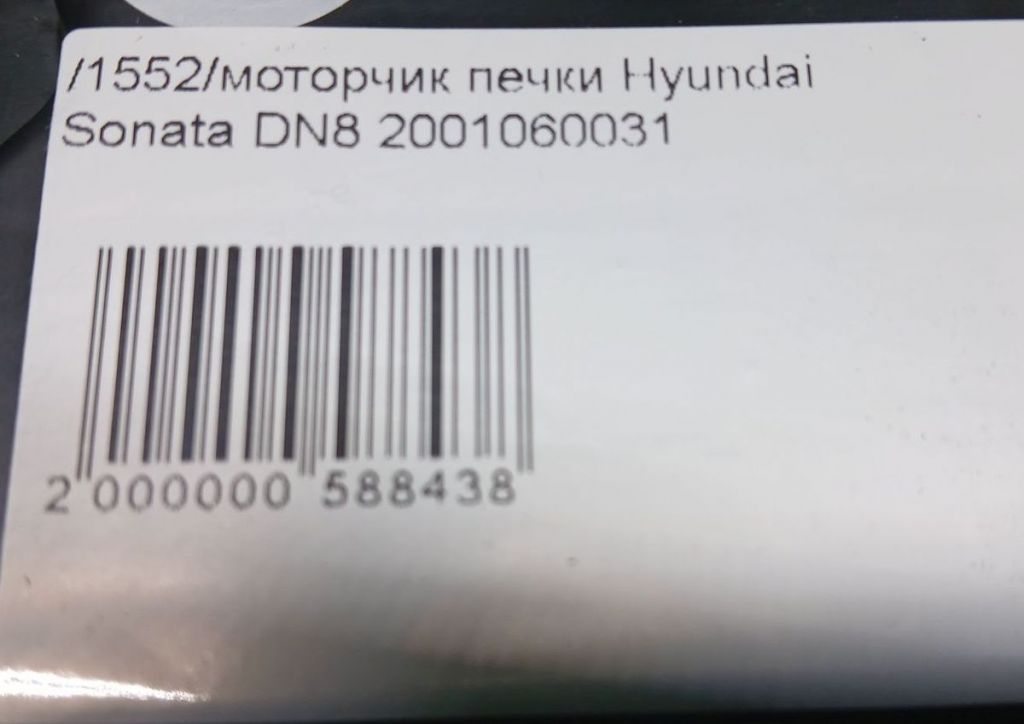 /1552/моторчик печки Hyundai
Sonata DN8 2001060031
2 000000 588438